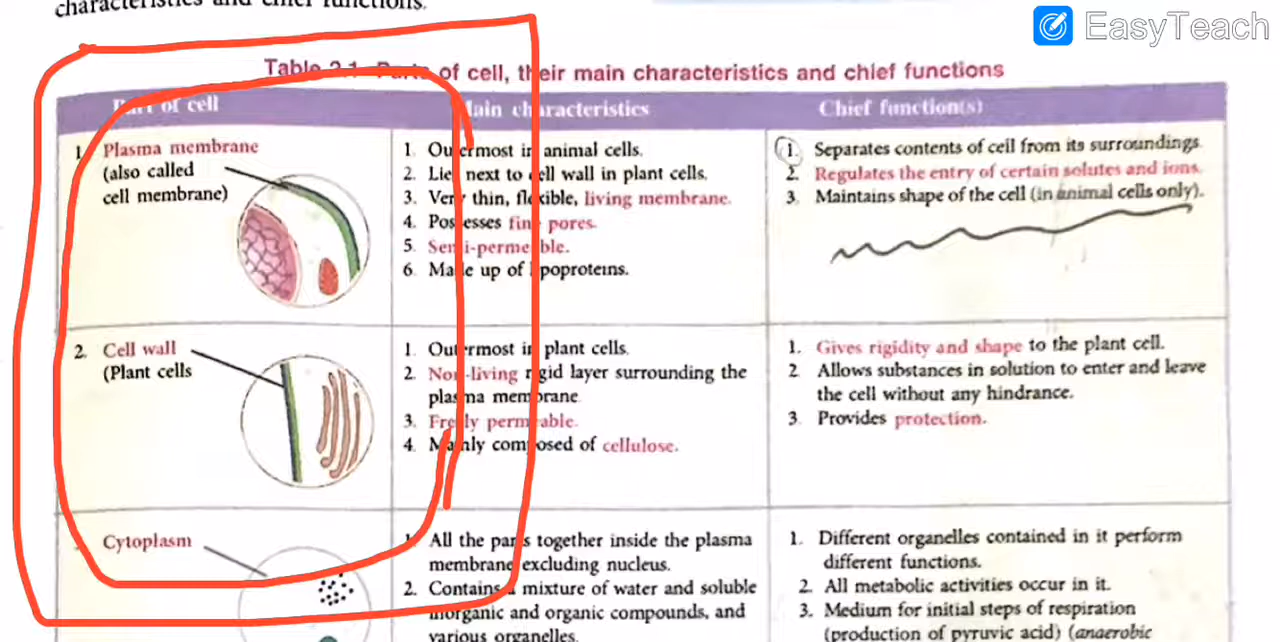 characteristics and chief functions.
EasyTeach
Table 2.1 Parts of cell, their main characteristics and chief functions
Part of cell
Main characteristics
Chief function(s)
1. Plasma membrane
(also called
cell membrane)
1. Outermost in animal cells.
2. Lies next to cell wall in plant cells.
3. Very thin, flexible, living membrane.
4. Possesses fine pores.
5. Semi-permeable.
6. Made up of lipoproteins.
1. Separates contents of cell from its surroundings.
2. Regulates the entry of certain solutes and ions.
3. Maintains shape of the cell (in animal cells only).
2. Cell wall
(Plant cells
1. Outermost in plant cells.
2. Non-living rigid layer surrounding the
plasma membrane
3. Freely permeable.
4. Mainly composed of cellulose.
1. Gives rigidity and shape to the plant cell.
2. Allows substances in solution to enter and leave
the cell without any hindrance.
3. Provides protection.
Cytoplasm
1. All the parts together inside the plasma
membrane excluding nucleus.
2. Contains a mixture of water and soluble
inorganic and organic compounds, and
various organelles.
1. Different organelles contained in it perform
different functions.
2. All metabolic activities occur in it.
3. Medium for initial steps of respiration
(production of pyruvic acid) (anaerobic